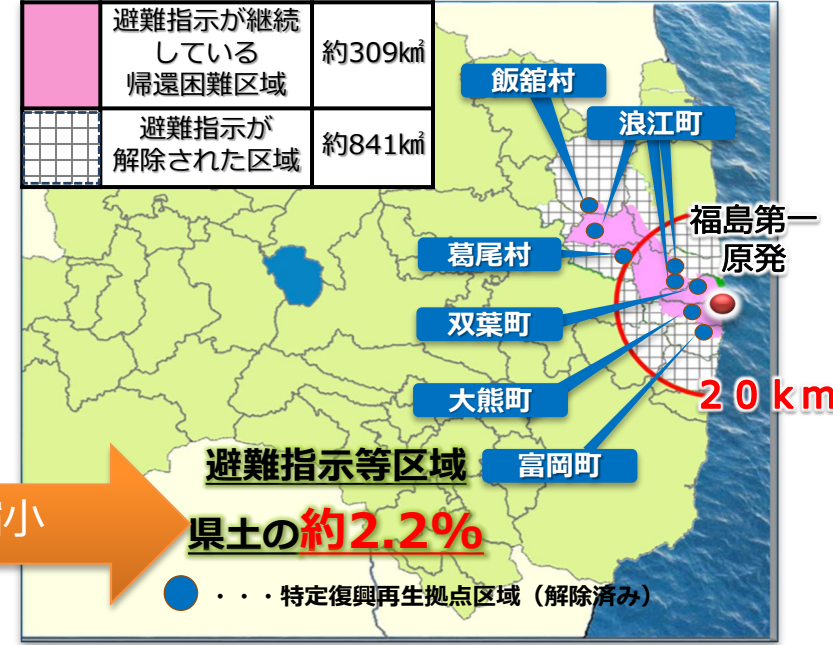 避難指示が継続
している
帰還困難区域
約309㎢
避難指示が
解除された区域
約841㎢
飯舘村
浪江町
福島第一
原発
葛尾村
双葉町
大熊町
20km
富岡町
避難指示等区域
県土の約2.2%
小
・・・特定復興再生拠点区域（解除済み）